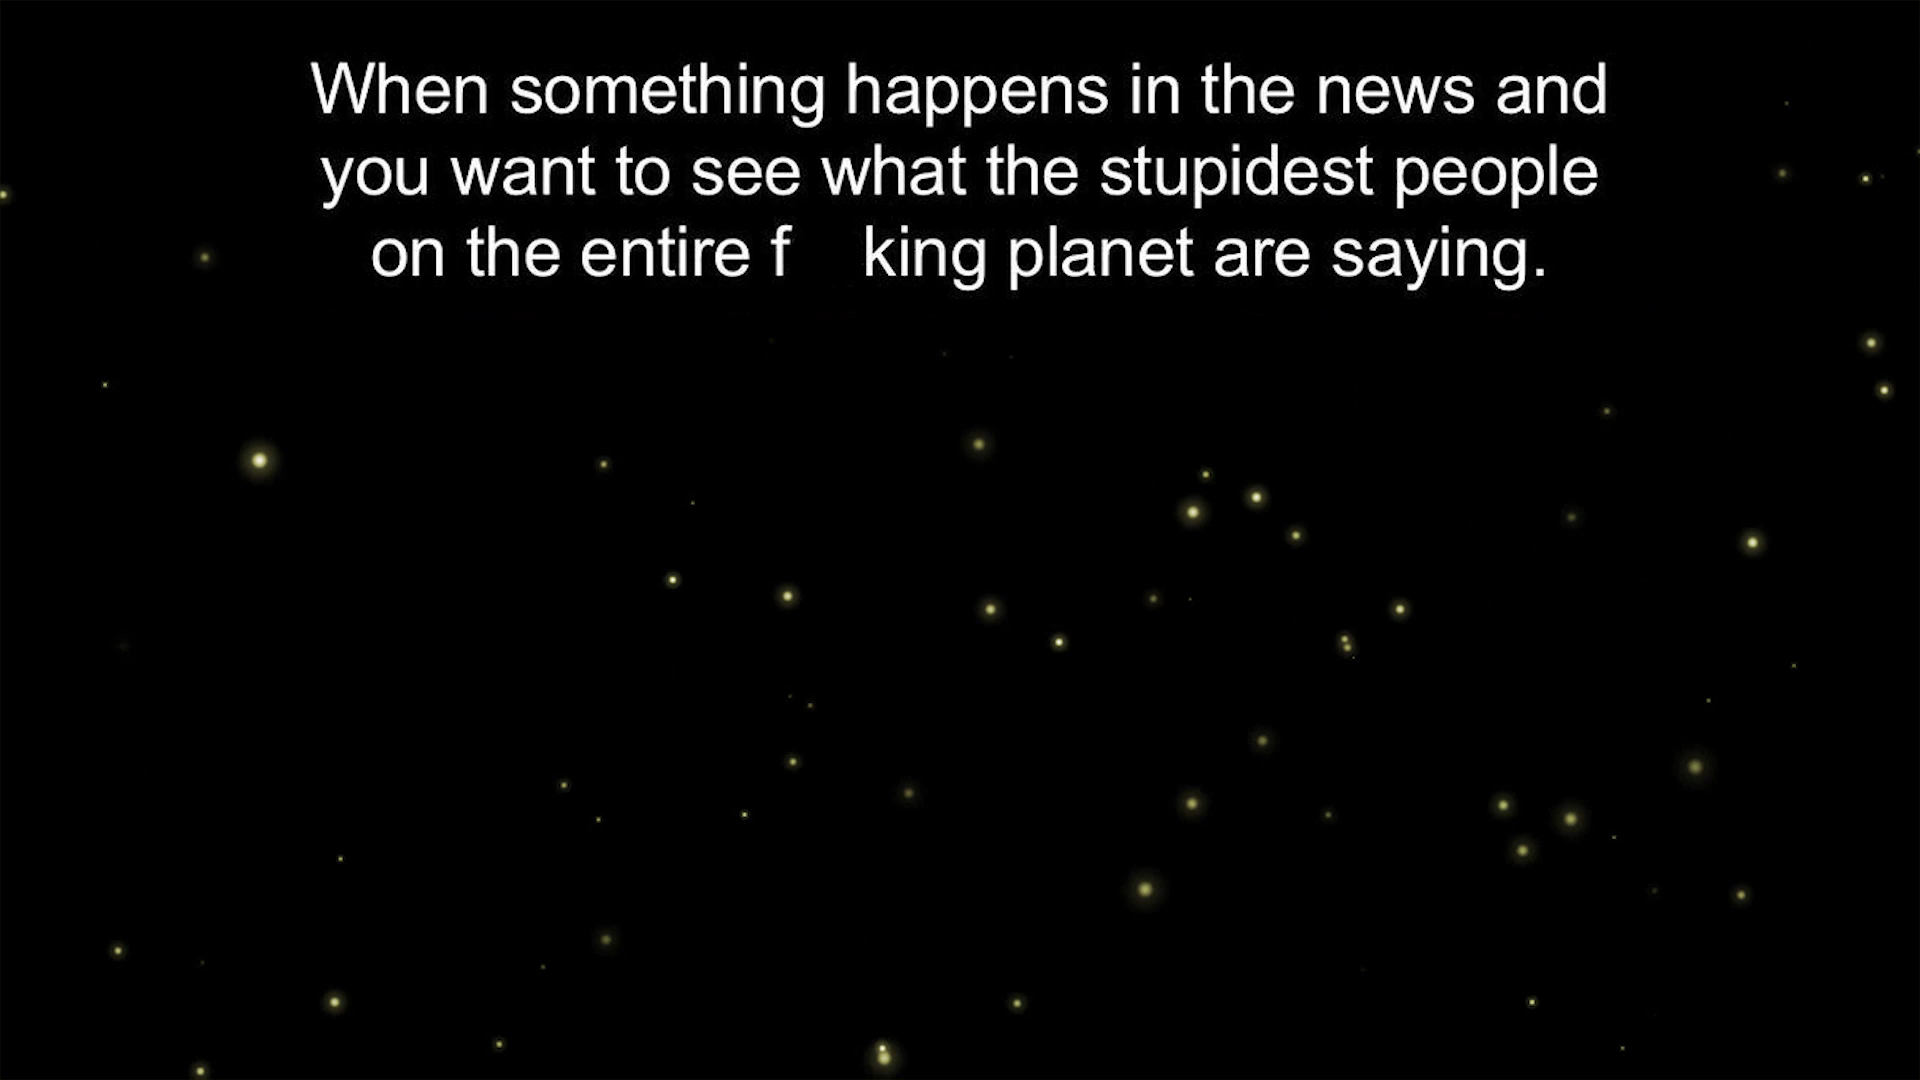 When something happens in the news and
you want to see what the stupidest people
on the entire f king planet are saying.